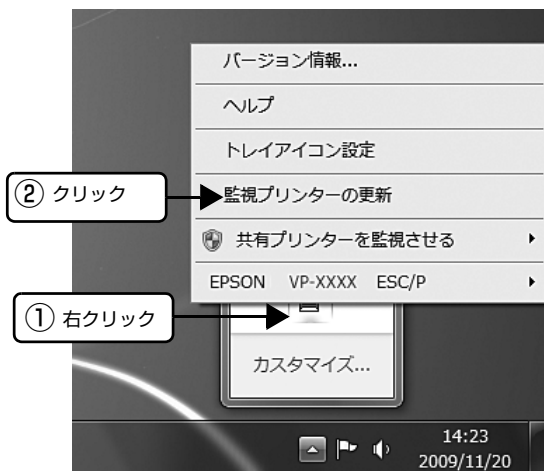 バージョン情報...
ヘルプ
トレイアイコン設定
② クリック
監視プリンターの更新
共有プリンターを監視させる
EPSON VP-XXXX ESC/P
① 右クリック
カスタマイズ...
14:23
2009/11/20